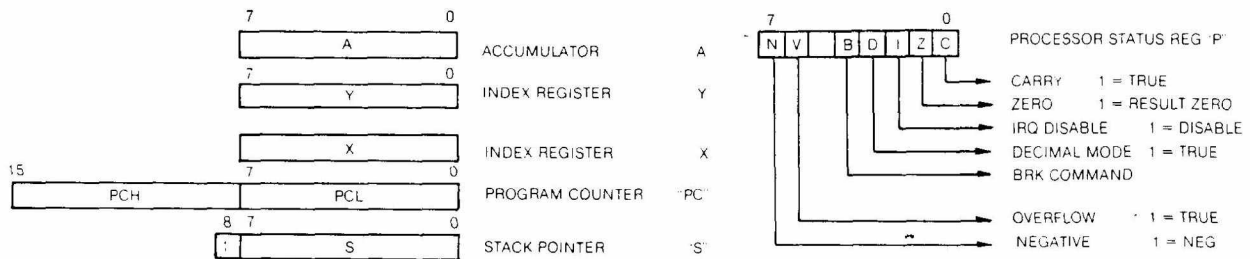 7 0
A ACCUMULATOR A
7 0
Y INDEX REGISTER Y
X INDEX REGISTER X
15 7 0
PCH PCL PROGRAM COUNTER "PC"
8 7 0
1 S STACK POINTER "S"
7 0
N V B D I Z C PROCESSOR STATUS REG "P"
CARRY 1 = TRUE
ZERO 1 = RESULT ZERO
IRQ DISABLE 1 = DISABLE
DECIMAL MODE 1 = TRUE
BRK COMMAND
OVERFLOW 1 = TRUE
NEGATIVE 1 = NEG